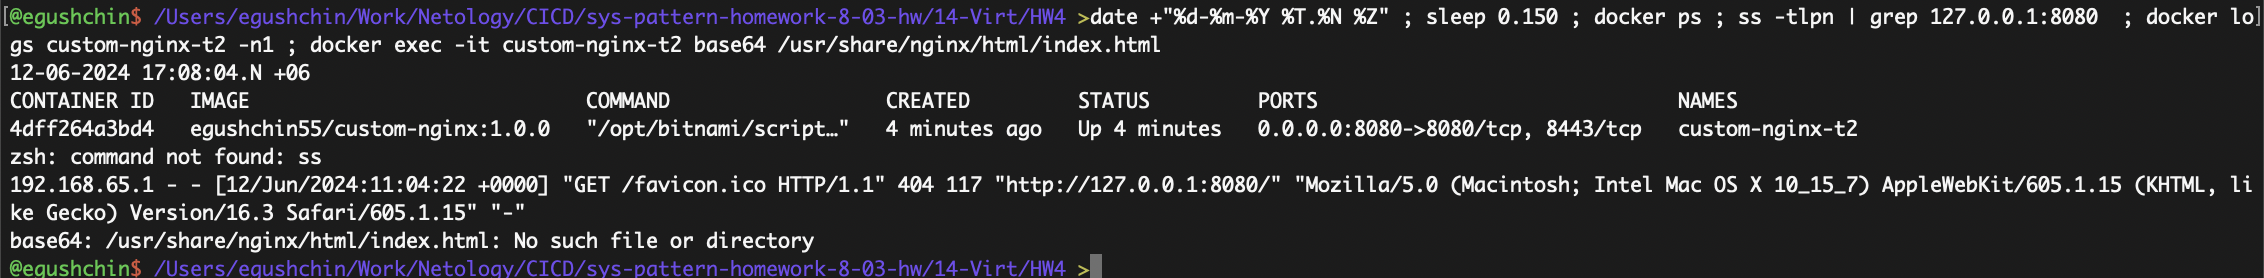 [@egushchin$ /Users/egushchin/Work/Netology/CICD/sys-pattern-homework-8-03-hw/14-Virt/HW4 >date +"%d-%m-%Y %T.%N %Z" ; sleep 0.150 ; docker ps ; ss -tlpn | grep 127.0.0.1:8080  ; docker lo]
gs custom-nginx-t2 -n1 ; docker exec -it custom-nginx-t2 base64 /usr/share/nginx/html/index.html
12-06-2024 17:08:04.N +06
CONTAINER ID   IMAGE                              COMMAND                  CREATED         STATUS         PORTS                              NAMES
4dff264a3bd4   egushchin55/custom-nginx:1.0.0   "/opt/bitnami/script…"   4 minutes ago   Up 4 minutes   0.0.0.0:8080->8080/tcp, 8443/tcp   custom-nginx-t2
zsh: command not found: ss
192.168.65.1 - - [12/Jun/2024:11:04:22 +0000] "GET /favicon.ico HTTP/1.1" 404 117 "http://127.0.0.1:8080/" "Mozilla/5.0 (Macintosh; Intel Mac OS X 10_15_7) AppleWebKit/605.1.15 (KHTML, li
ke Gecko) Version/16.3 Safari/605.1.15" "-"
base64: /usr/share/nginx/html/index.html: No such file or directory
@egushchin$ /Users/egushchin/Work/Netology/CICD/sys-pattern-homework-8-03-hw/14-Virt/HW4 >